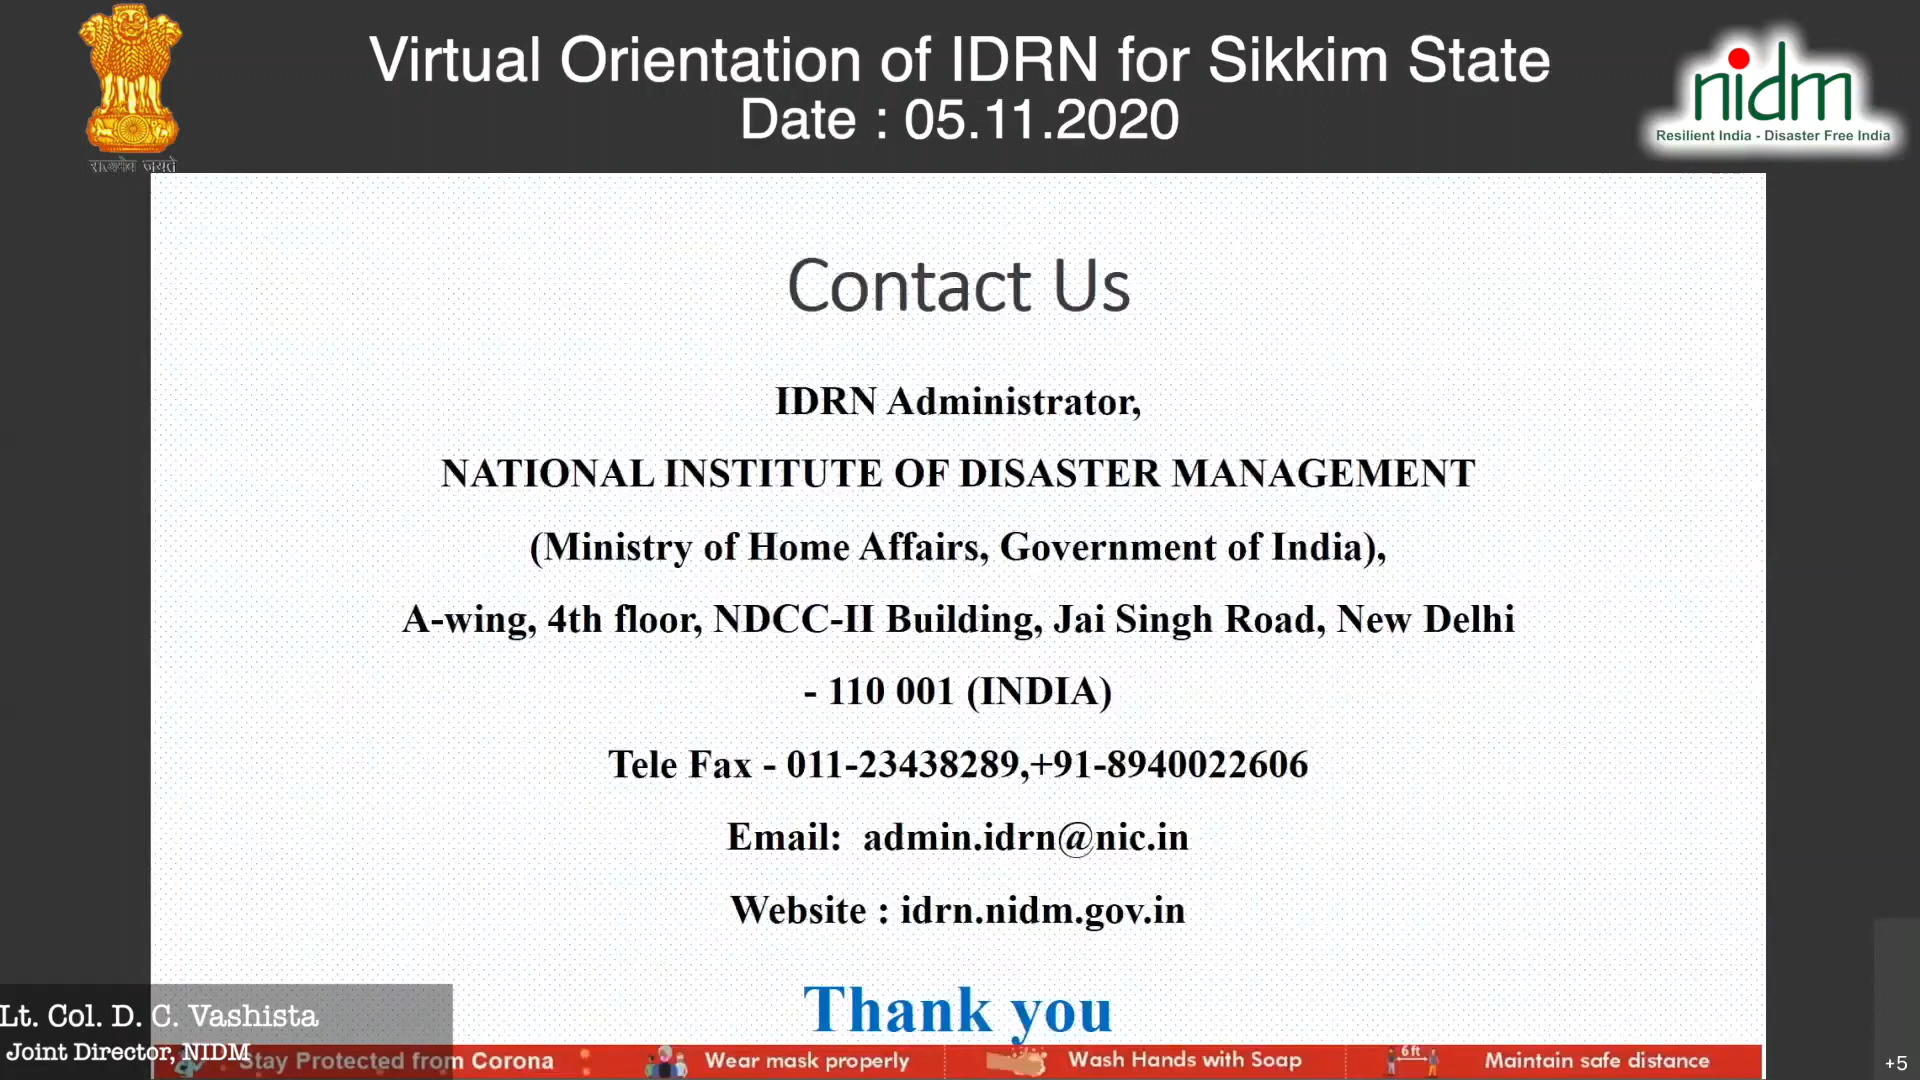 Virtual Orientation of IDRN for Sikkim State
Date : 05.11.2020
nidm
Resilient India - Disaster Free India
Contact Us
IDRN Administrator,
NATIONAL INSTITUTE OF DISASTER MANAGEMENT
(Ministry of Home Affairs, Government of India),
A-wing, 4th floor, NDCC-II Building, Jai Singh Road, New Delhi
- 110 001 (INDIA)
Tele Fax - 011-23438289,+91-8940022606
Email: admin.idrn@nic.in
Website : idrn.nidm.gov.in
Thank you
Lt. Col. D. C. Vashista
Joint Director, NIDM
Stay Protected from Corona
Wear mask properly
Wash Hands with Soap
6 ft
Maintain safe distance
+5